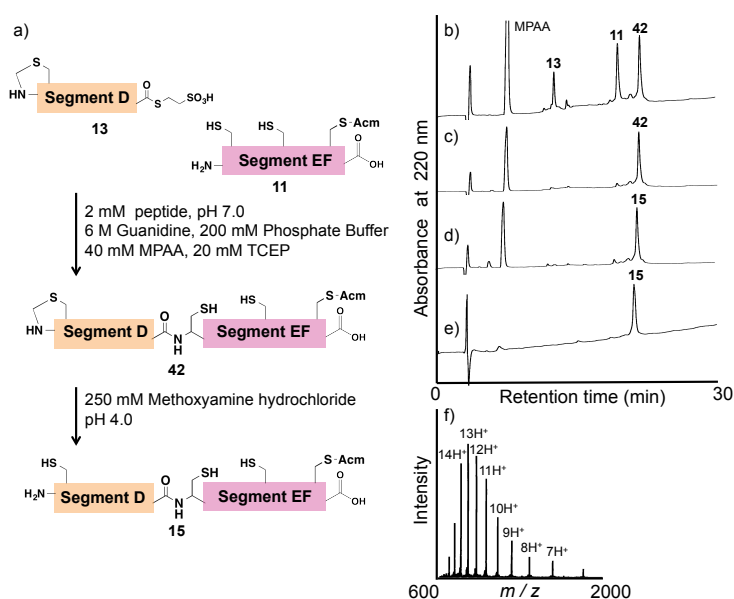 a)
S
HN
Segment D
O
S
SO₃H
13
HS
HS
S-Acm
H₂N
Segment EF
O
OH
11
2 mM peptide, pH 7.0
6 M Guanidine, 200 mM Phosphate Buffer
40 mM MPAA, 20 mM TCEP
S
HN
Segment D
O
N
H
SH
HS
S-Acm
Segment EF
O
OH
42
250 mM Methoxyamine hydrochloride
pH 4.0
HS
H₂N
Segment D
O
N
H
SH
HS
S-Acm
Segment EF
O
OH
15
b)
MPAA
13
11
42
c)
42
d)
15
e)
15
Absorbance at 220 nm
0
Retention time (min)
30
f)
14H⁺
13H⁺
12H⁺
11H⁺
10H⁺
9H⁺
8H⁺
7H⁺
Intensity
600
m / z
2000